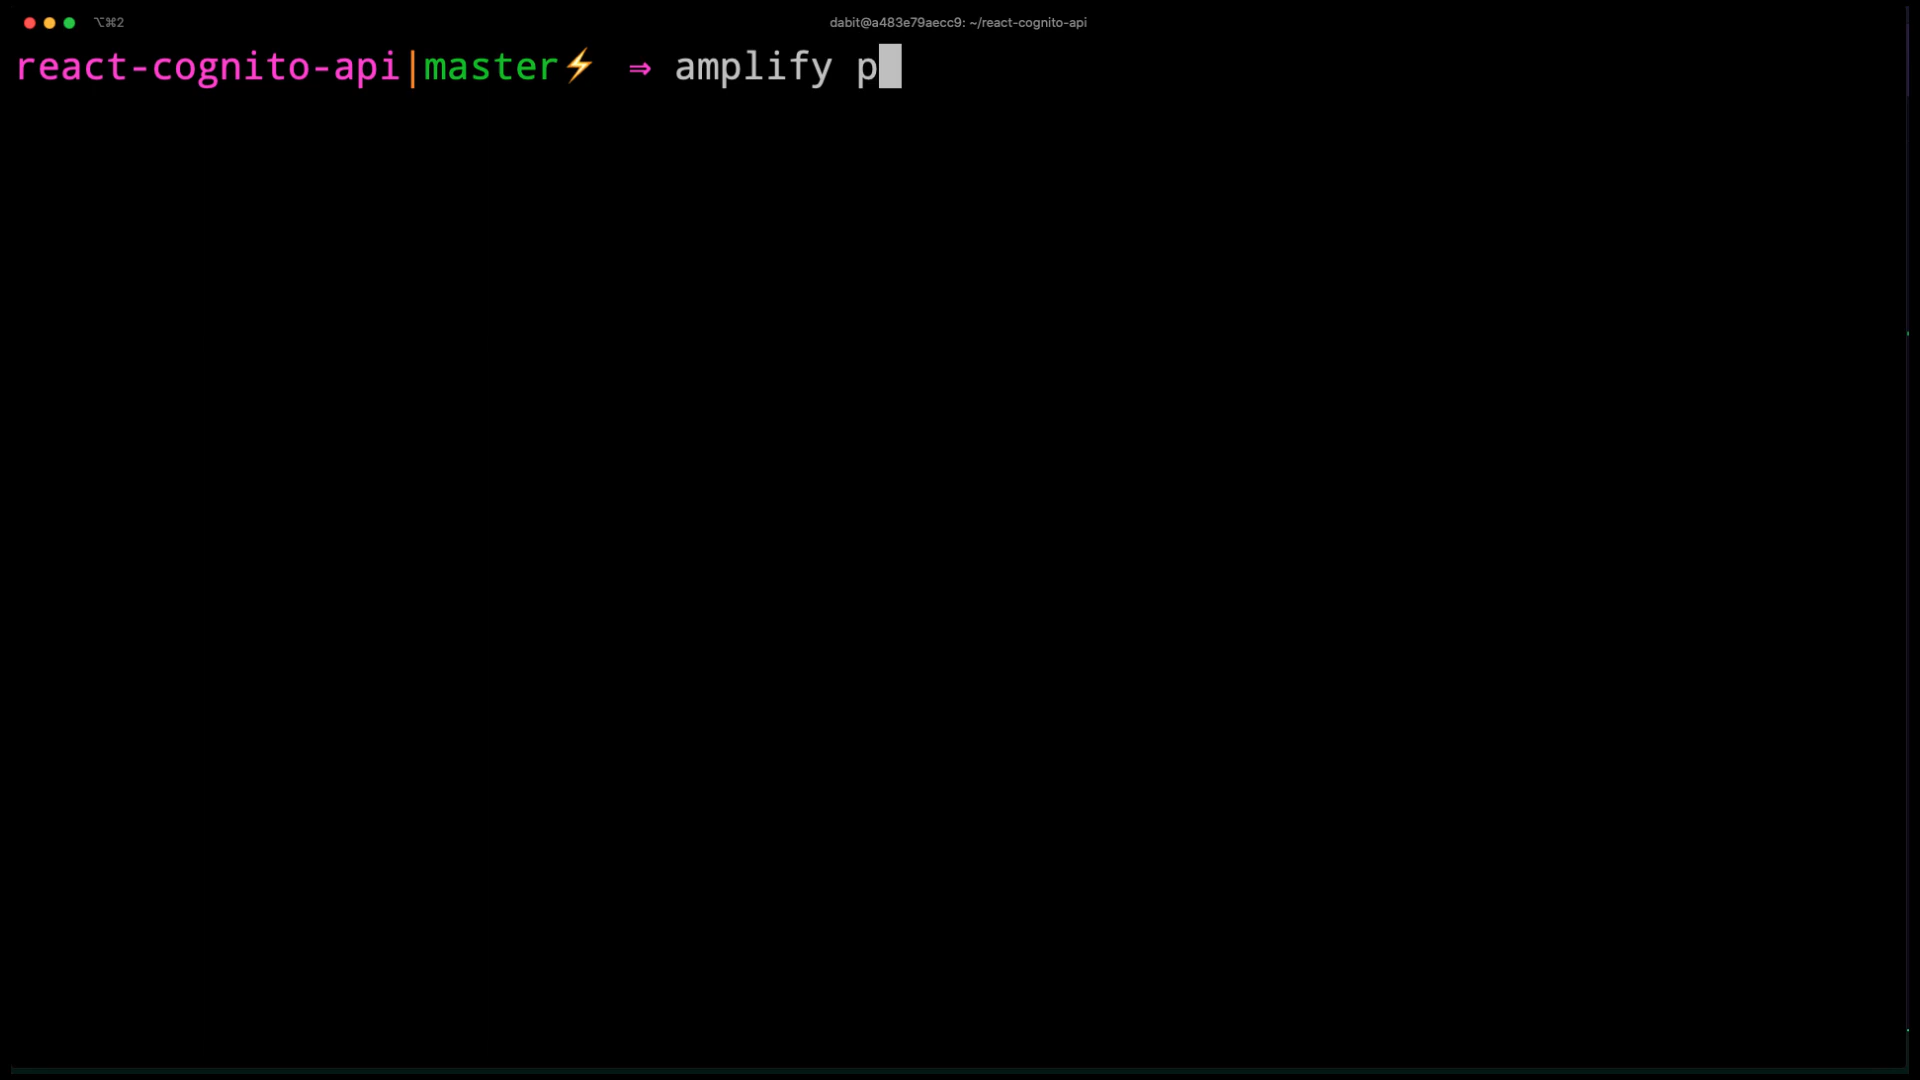 ⌥⌘2
dabit@a483e79aecc9: ~/react-cognito-api
react-cognito-api|master⚡ ⇒ amplify p